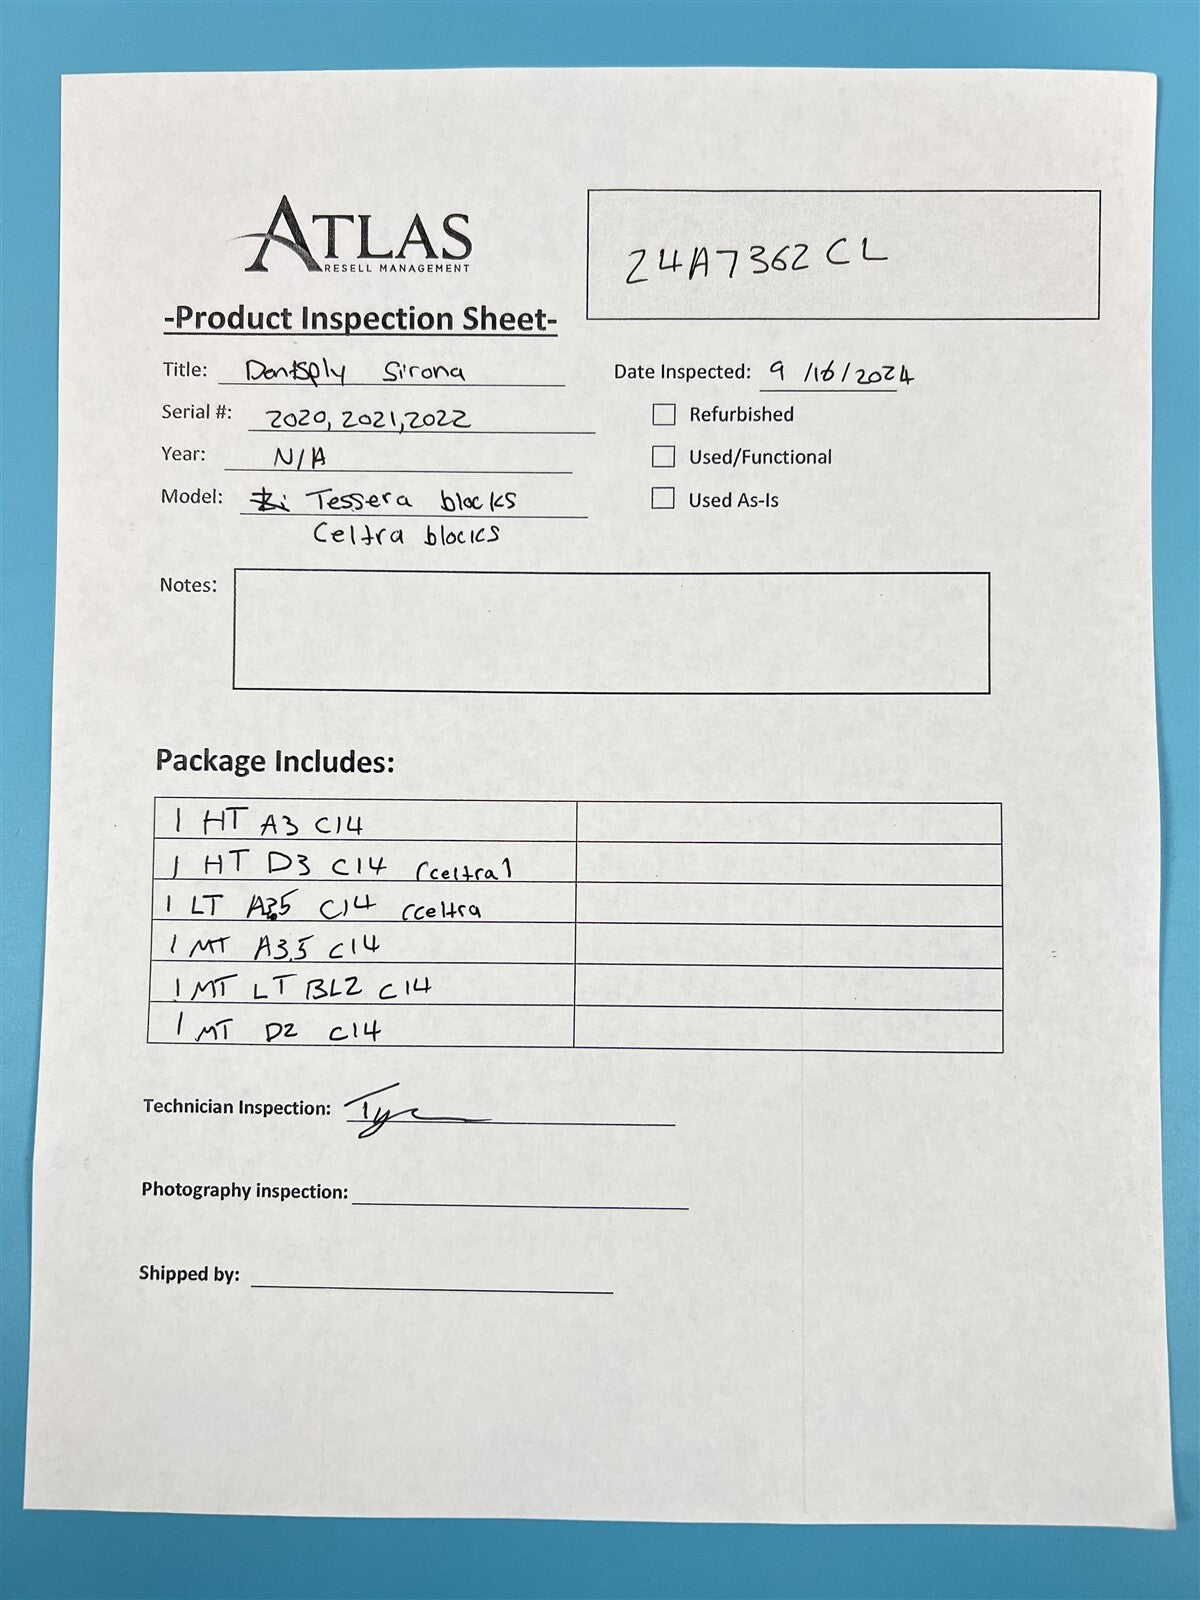 ATLAS
RESELL MANAGEMENT
24A7362CL
-Product Inspection Sheet-
Title: Dentsply Sirona
Date Inspected: 9/16/2024
Serial #: 2020, 2021, 2022
Refurbished
Year: N/A
Used/Functional
Model: Tessera blocks
Used As-Is
Celtra blocks
Notes:
Package Includes:
1 HT A3 C14
1 HT D3 C14 (celtra)
1 LT A3.5 C14 (celtra
1 MT A3.5 C14
1 MT LT BL2 C14
1 MT D2 C14
Technician Inspection:
Photography inspection:
Shipped by: